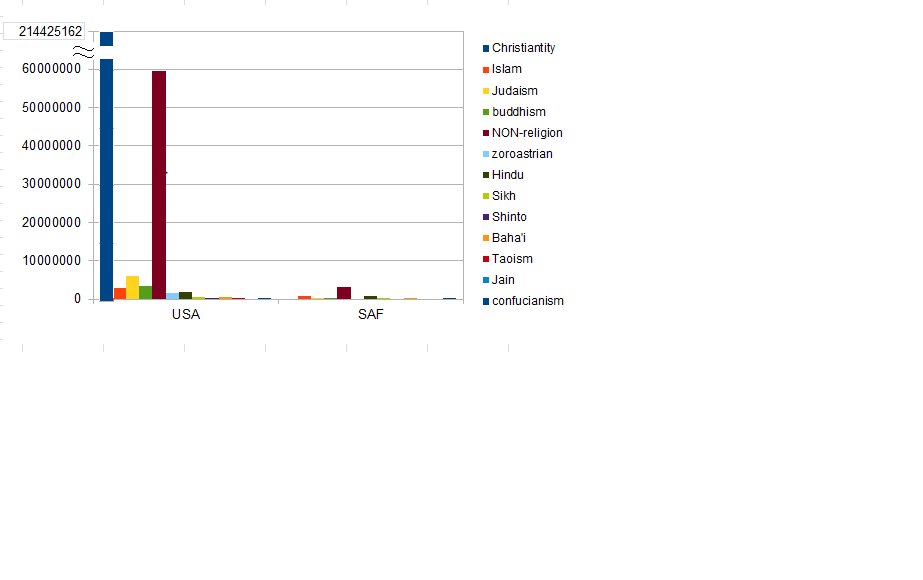 214425162
60000000
50000000
40000000
30000000
20000000
10000000
0
USA
SAF
Christiantity
Islam
Judaism
buddhism
NON-religion
zoroastrian
Hindu
Sikh
Shinto
Baha'i
Taoism
Jain
confucianism